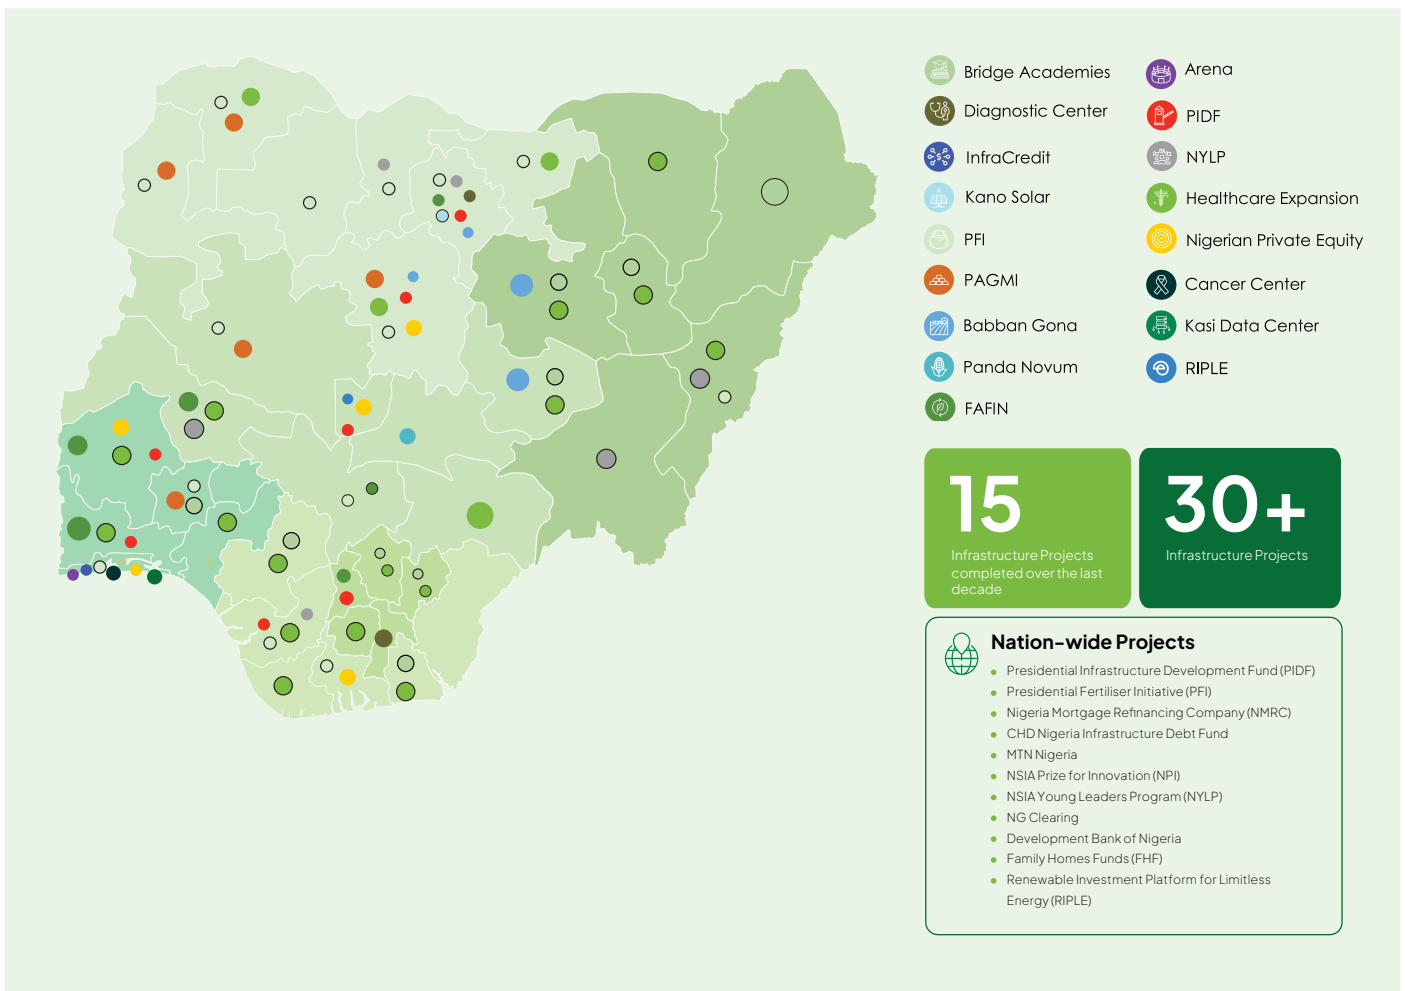 Bridge Academies
Diagnostic Center
InfraCredit
Kano Solar
PFI
PAGMI
Babban Gona
Panda Novum
FAFIN
Arena
PIDF
NYLP
Healthcare Expansion
Nigerian Private Equity
Cancer Center
Kasi Data Center
RIPLE
15
Infrastructure Projects
completed over the last
decade
30+
Infrastructure Projects
Nation-wide Projects
Presidential Infrastructure Development Fund (PIDF)
Presidential Fertiliser Initiative (PFI)
Nigeria Mortgage Refinancing Company (NMRC)
CHD Nigeria Infrastructure Debt Fund
MTN Nigeria
NSIA Prize for Innovation (NPI)
NSIA Young Leaders Program (NYLP)
NG Clearing
Development Bank of Nigeria
Family Homes Funds (FHF)
Renewable Investment Platform for Limitless
Energy (RIPLE)